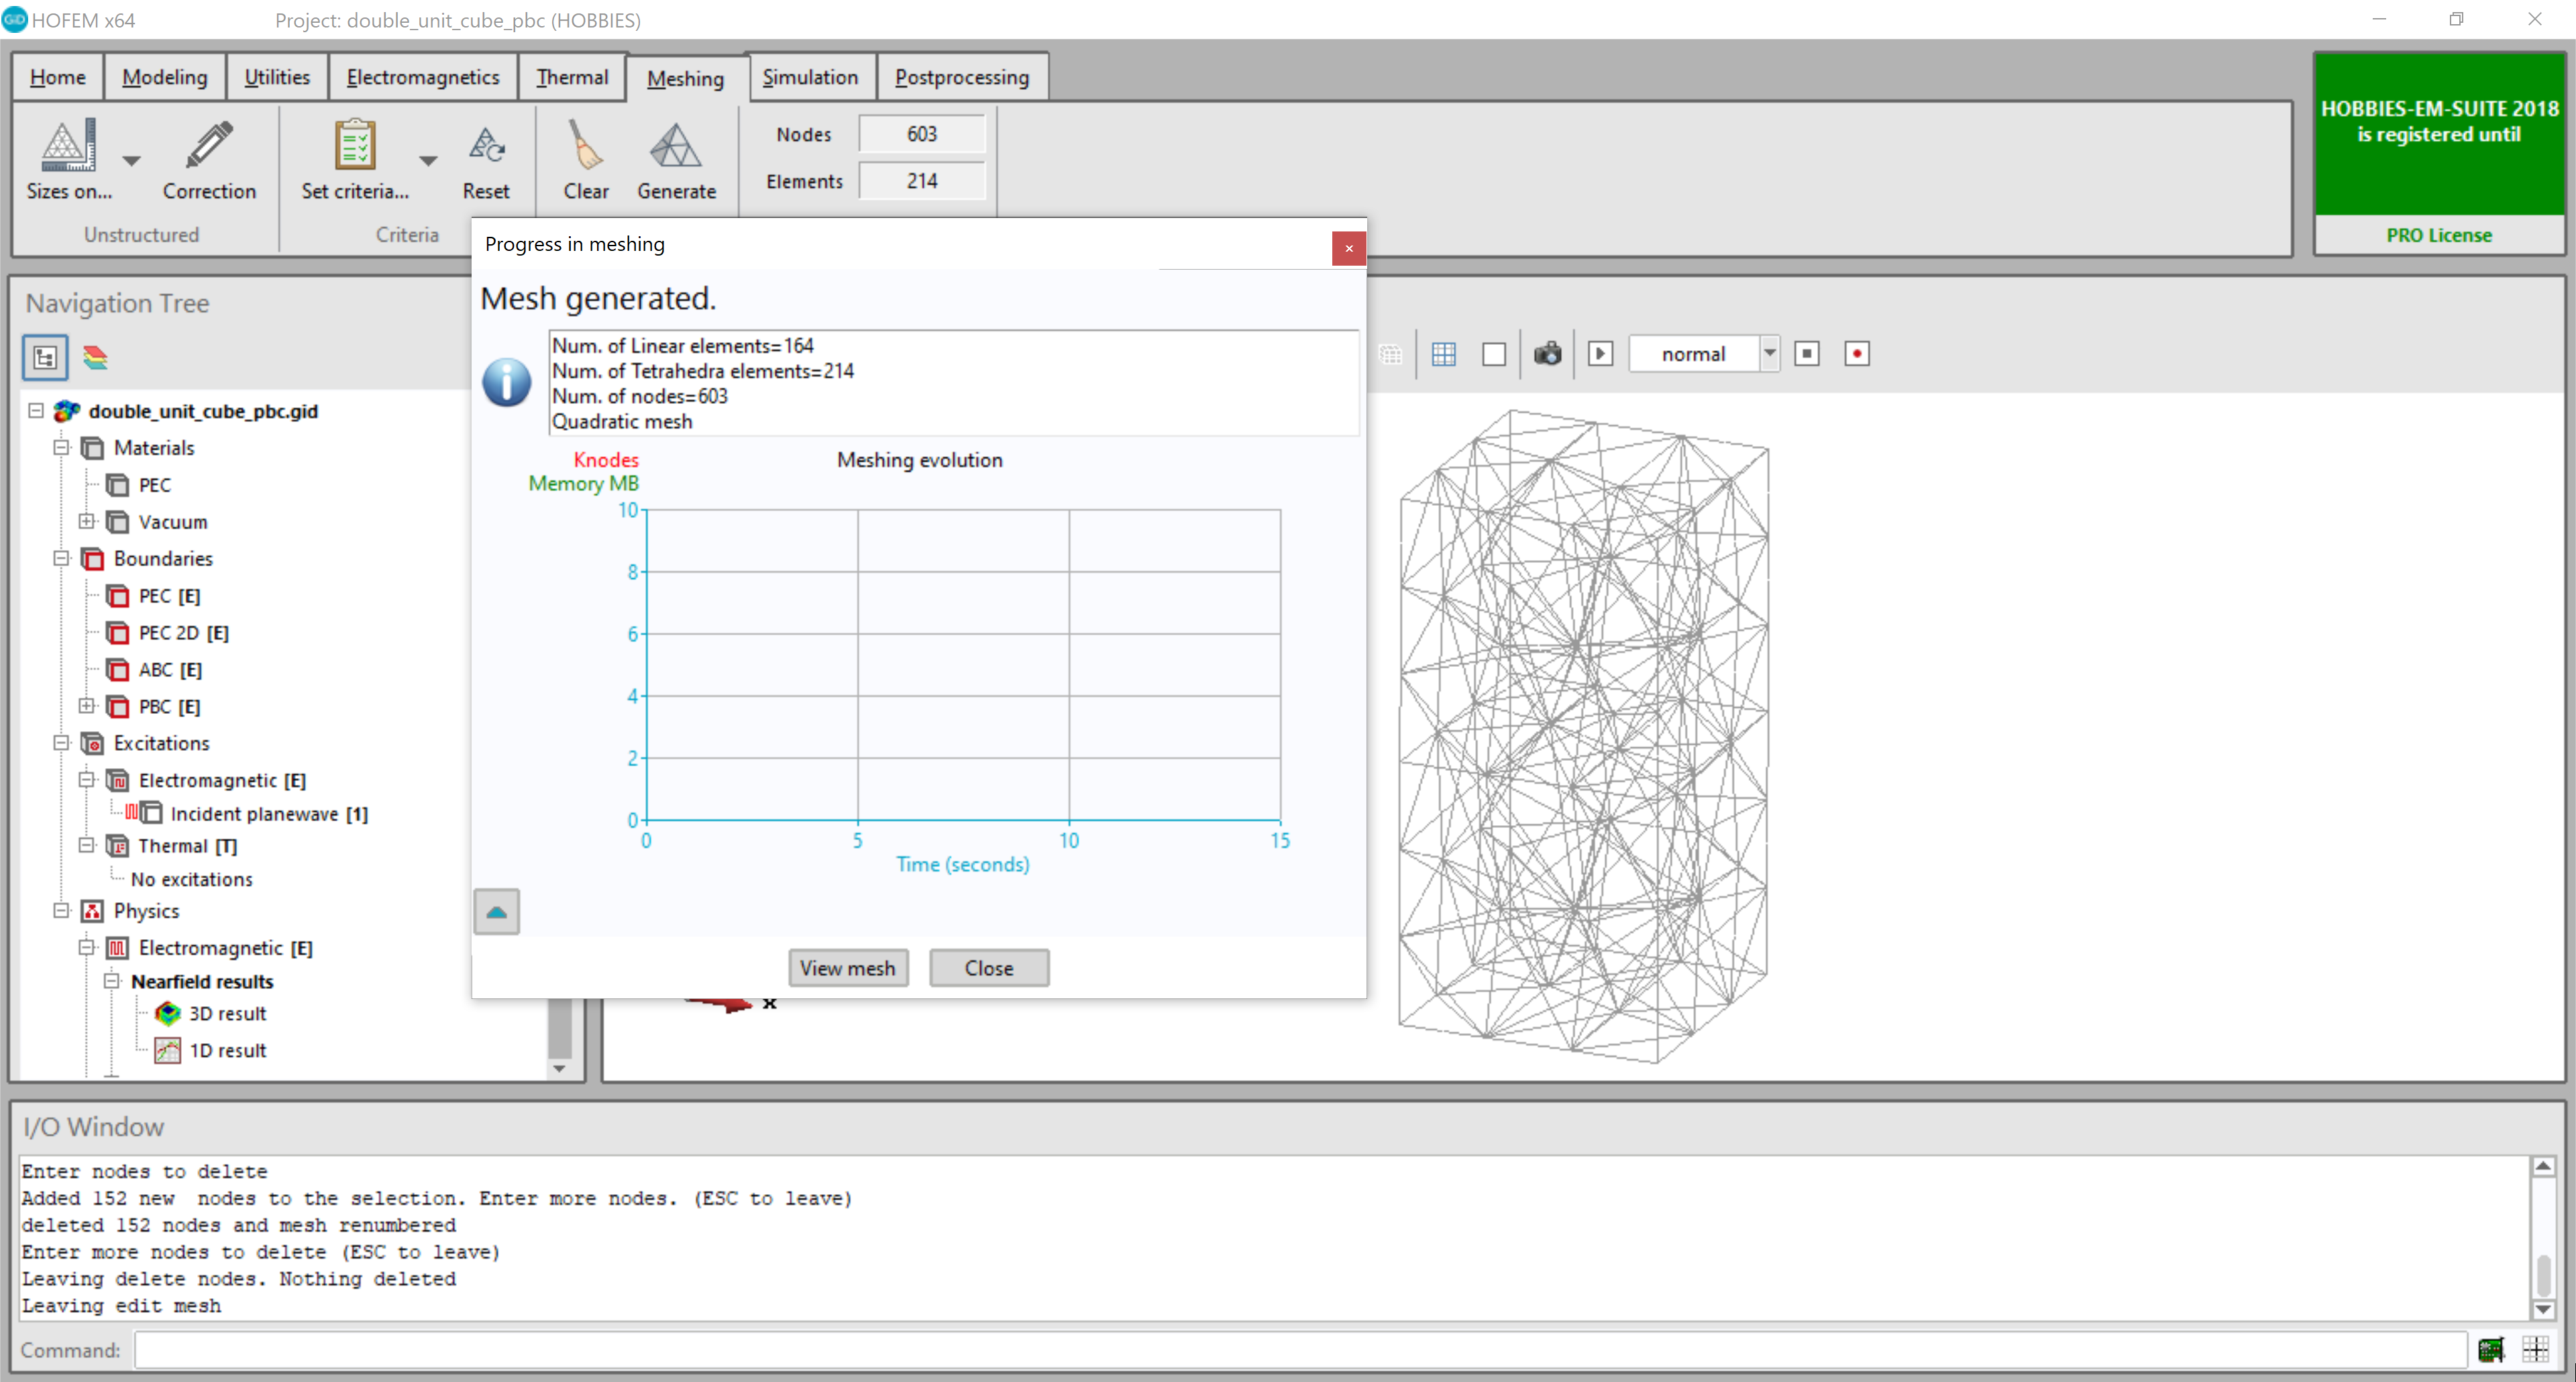 GiD HOFEM x64 Project: double_unit_cube_pbc (HOBBIES)
Home Modeling Utilities Electromagnetics Thermal Meshing Simulation Postprocessing
Sizes on... Correction
Unstructured
Set criteria... Reset
Criteria
Clear Generate
Nodes 603
Elements 214
HOBBIES-EM-SUITE 2018
is registered until
PRO License
Navigation Tree
double_unit_cube_pbc.gid
Materials
PEC
Vacuum
Boundaries
PEC [E]
PEC 2D [E]
ABC [E]
PBC [E]
Excitations
Electromagnetic [E]
Incident planewave [1]
Thermal [T]
No excitations
Physics
Electromagnetic [E]
Nearfield results
3D result
1D result
Progress in meshing
Mesh generated.
Num. of Linear elements=164
Num. of Tetrahedra elements=214
Num. of nodes=603
Quadratic mesh
Knodes
Memory MB
Meshing evolution
10
8
6
4
2
0
0 5 10 15
Time (seconds)
View mesh Close
normal
x
I/O Window
Enter nodes to delete
Added 152 new  nodes to the selection. Enter more nodes. (ESC to leave)
deleted 152 nodes and mesh renumbered
Enter more nodes to delete (ESC to leave)
Leaving delete nodes. Nothing deleted
Leaving edit mesh
Command: